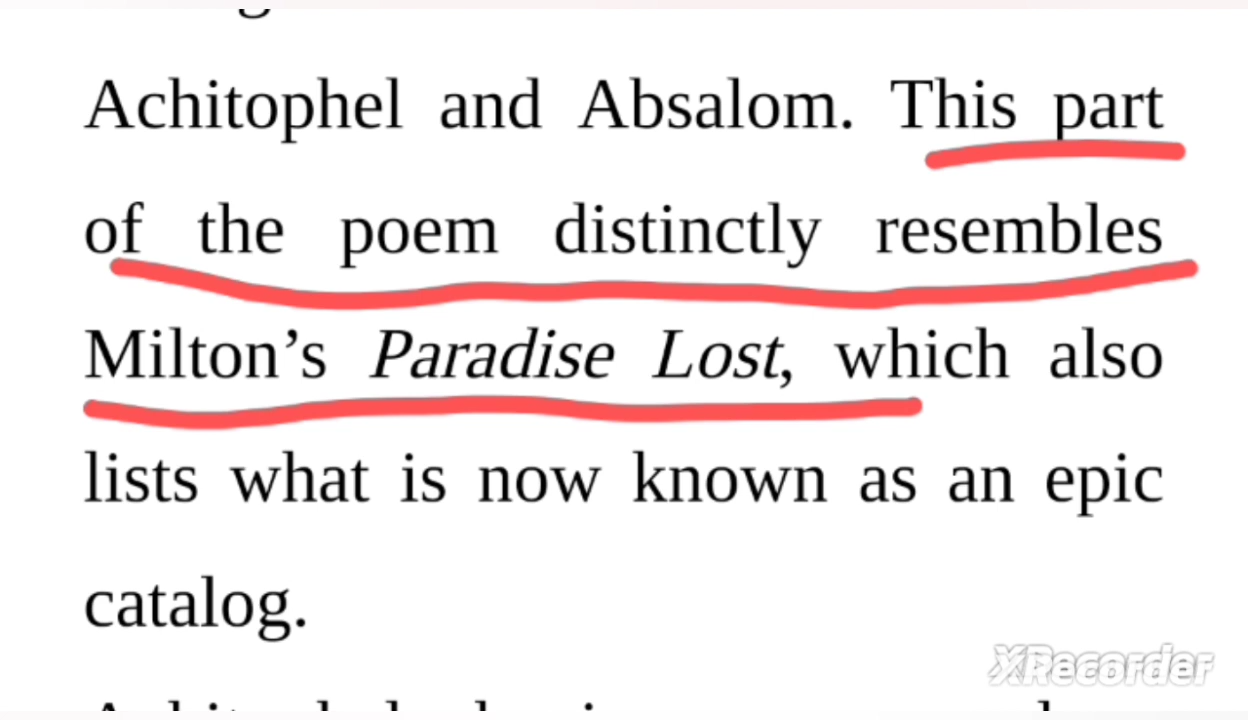 Achitophel and Absalom. This part
of the poem distinctly resembles
Milton’s Paradise Lost, which also
lists what is now known as an epic
catalog.
XRecorder